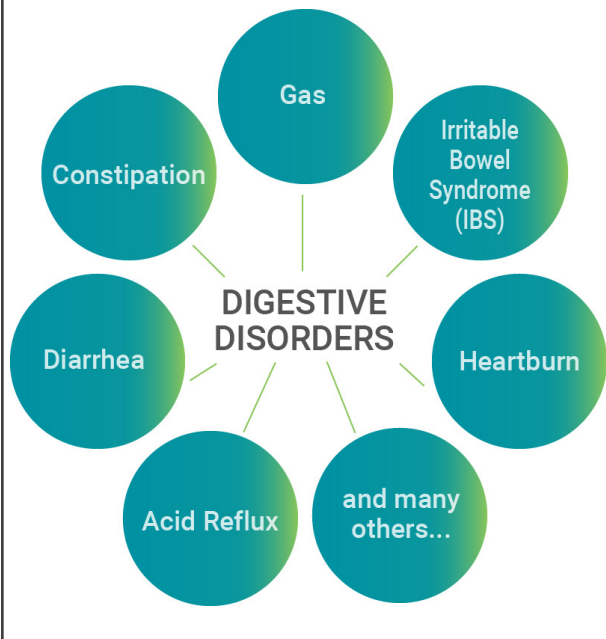 Gas
Irritable
Bowel
Syndrome
(IBS)
Constipation
DIGESTIVE
DISORDERS
Diarrhea
Heartburn
Acid Reflux
and many
others...